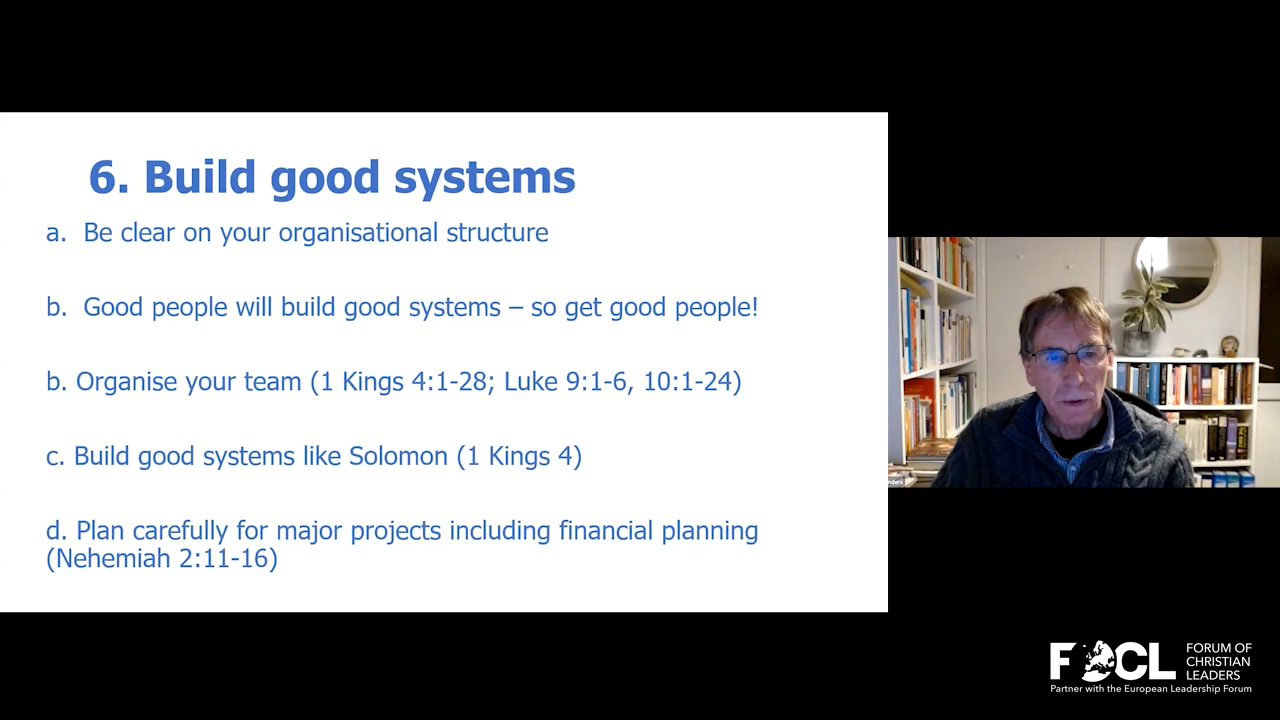 6. Build good systems
a. Be clear on your organisational structure
b. Good people will build good systems – so get good people!
b. Organise your team (1 Kings 4:1-28; Luke 9:1-6, 10:1-24)
c. Build good systems like Solomon (1 Kings 4)
d. Plan carefully for major projects including financial planning
(Nehemiah 2:11-16)
FOCL
FORUM OF
CHRISTIAN
LEADERS
Partner with the European Leadership Forum